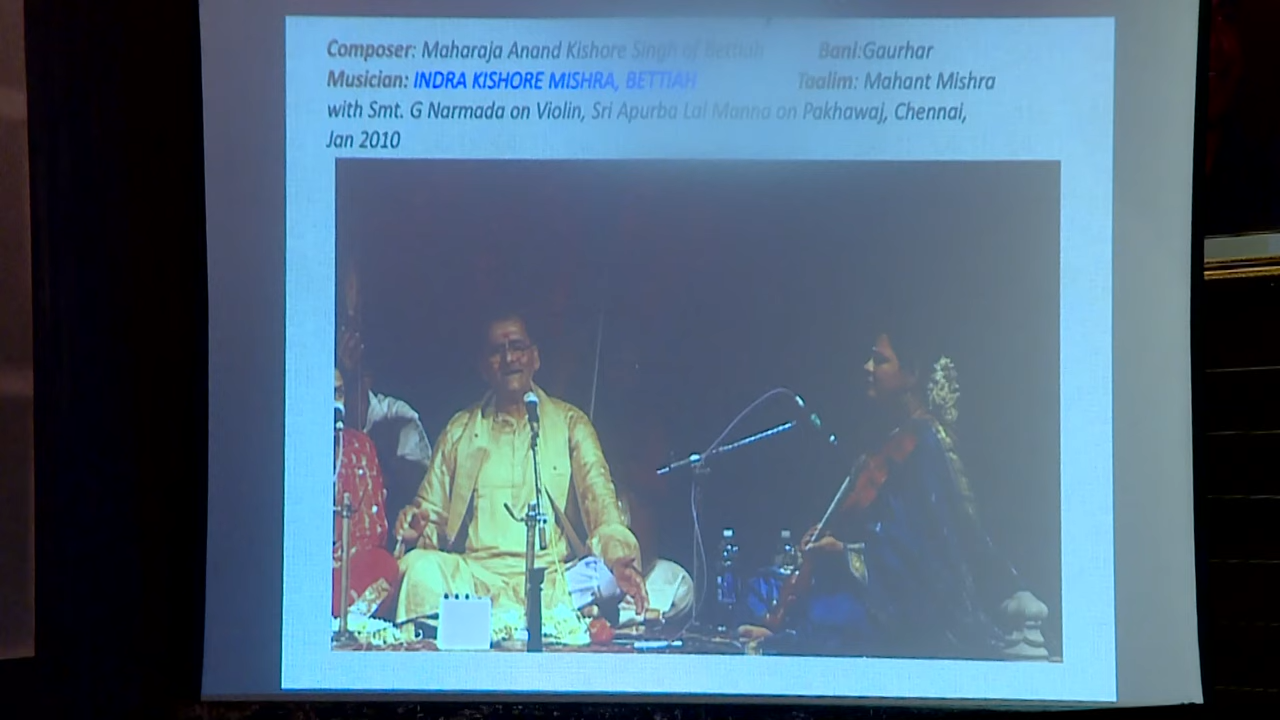 Composer: Maharaja Anand Kishore Singh of Bettiah Bani:Gaurhar
Musician: INDRA KISHORE MISHRA, BETTIAH Taalim: Mahant Mishra
with Smt. G Narmada on Violin, Sri Apurba Lal Manna on Pakhawaj, Chennai,
Jan 2010